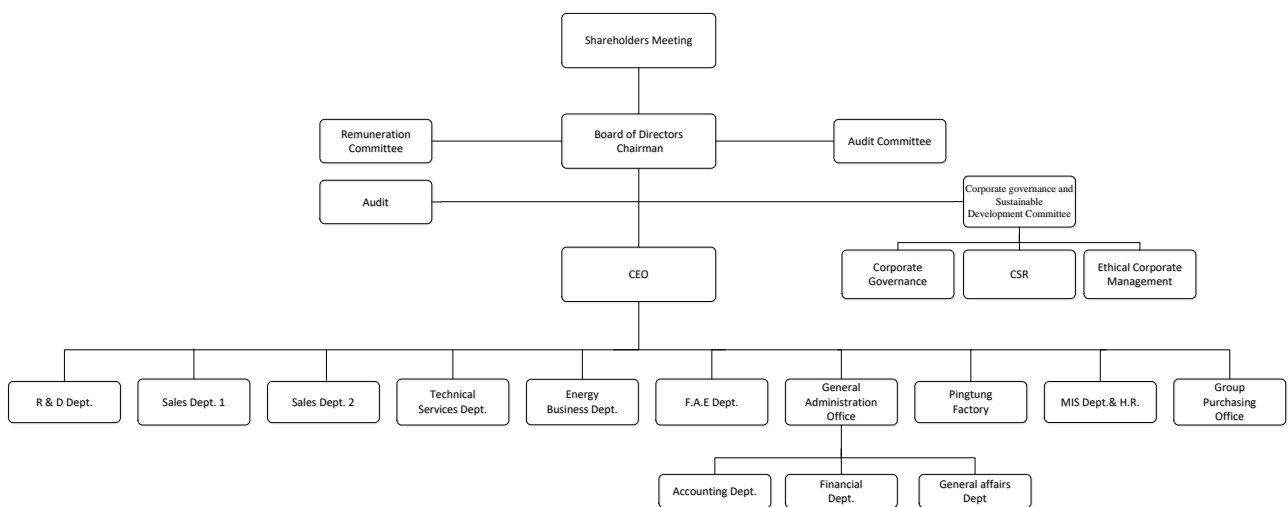 Shareholders Meeting
Remuneration
Committee
Board of Directors
Chairman
Audit Committee
Audit
Corporate governance and
Sustainable
Development Committee
CEO
Corporate
Governance
CSR
Ethical Corporate
Management
R & D Dept.
Sales Dept. 1
Sales Dept. 2
Technical
Services Dept.
Energy
Business Dept.
F.A.E Dept.
General
Administration
Office
Pingtung
Factory
MIS Dept.& H.R.
Group
Purchasing
Office
Accounting Dept.
Financial
Dept.
General affairs
Dept